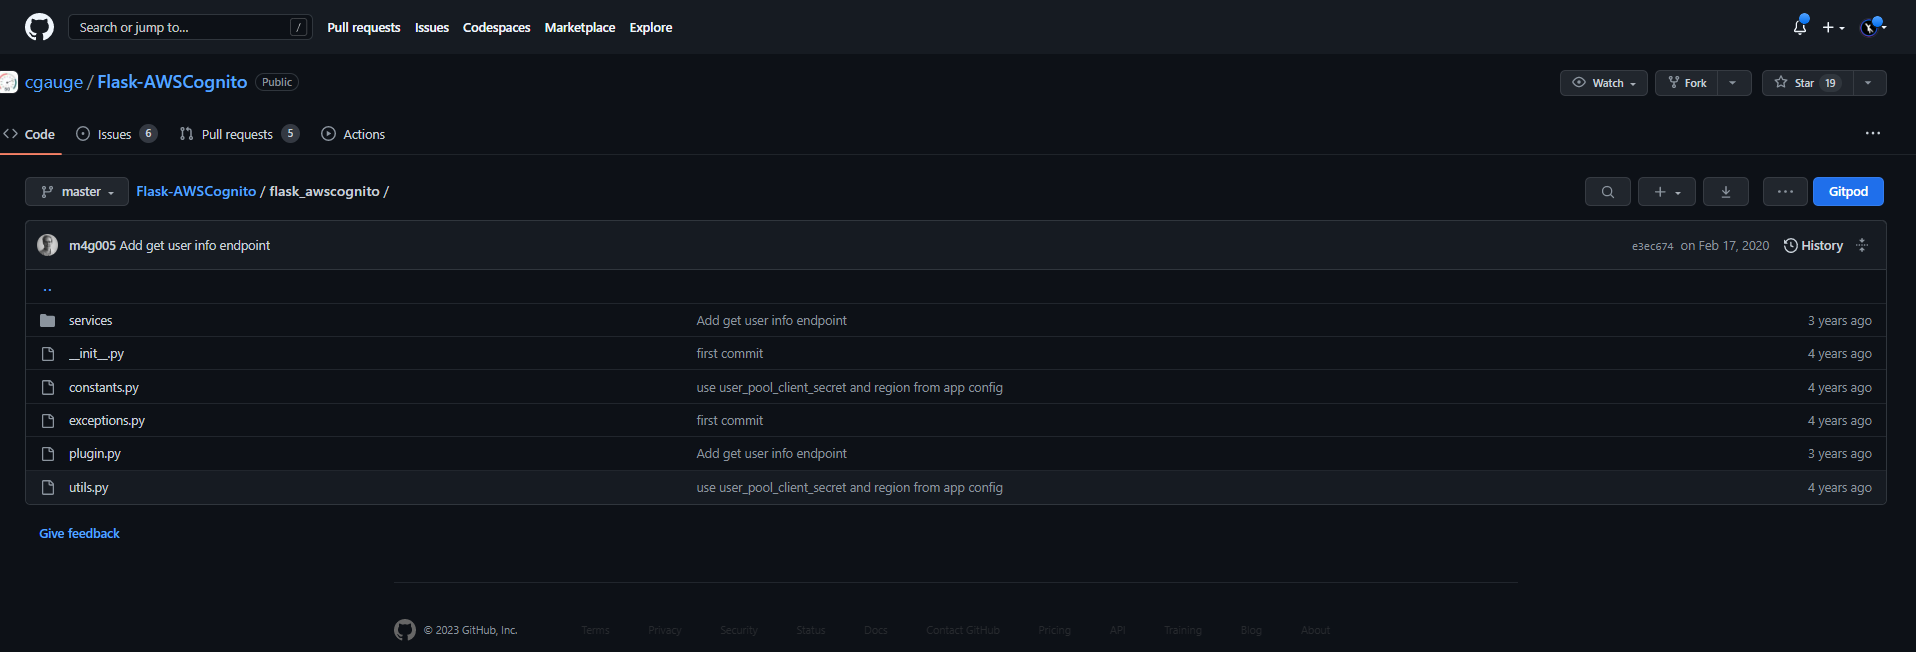 Search or jump to... /
Pull requests Issues Codespaces Marketplace Explore
cgauge / Flask-AWSCognito Public
Watch Fork Star 19
Code Issues 6 Pull requests 5 Actions
master Flask-AWSCognito / flask_awscognito /
Gitpod
m4g005 Add get user info endpoint e3ec674 on Feb 17, 2020 History
..
services Add get user info endpoint 3 years ago
__init__.py first commit 4 years ago
constants.py use user_pool_client_secret and region from app config 4 years ago
exceptions.py first commit 4 years ago
plugin.py Add get user info endpoint 3 years ago
utils.py use user_pool_client_secret and region from app config 4 years ago
Give feedback
© 2023 GitHub, Inc. Terms Privacy Security Status Docs Contact GitHub Pricing API Training Blog About